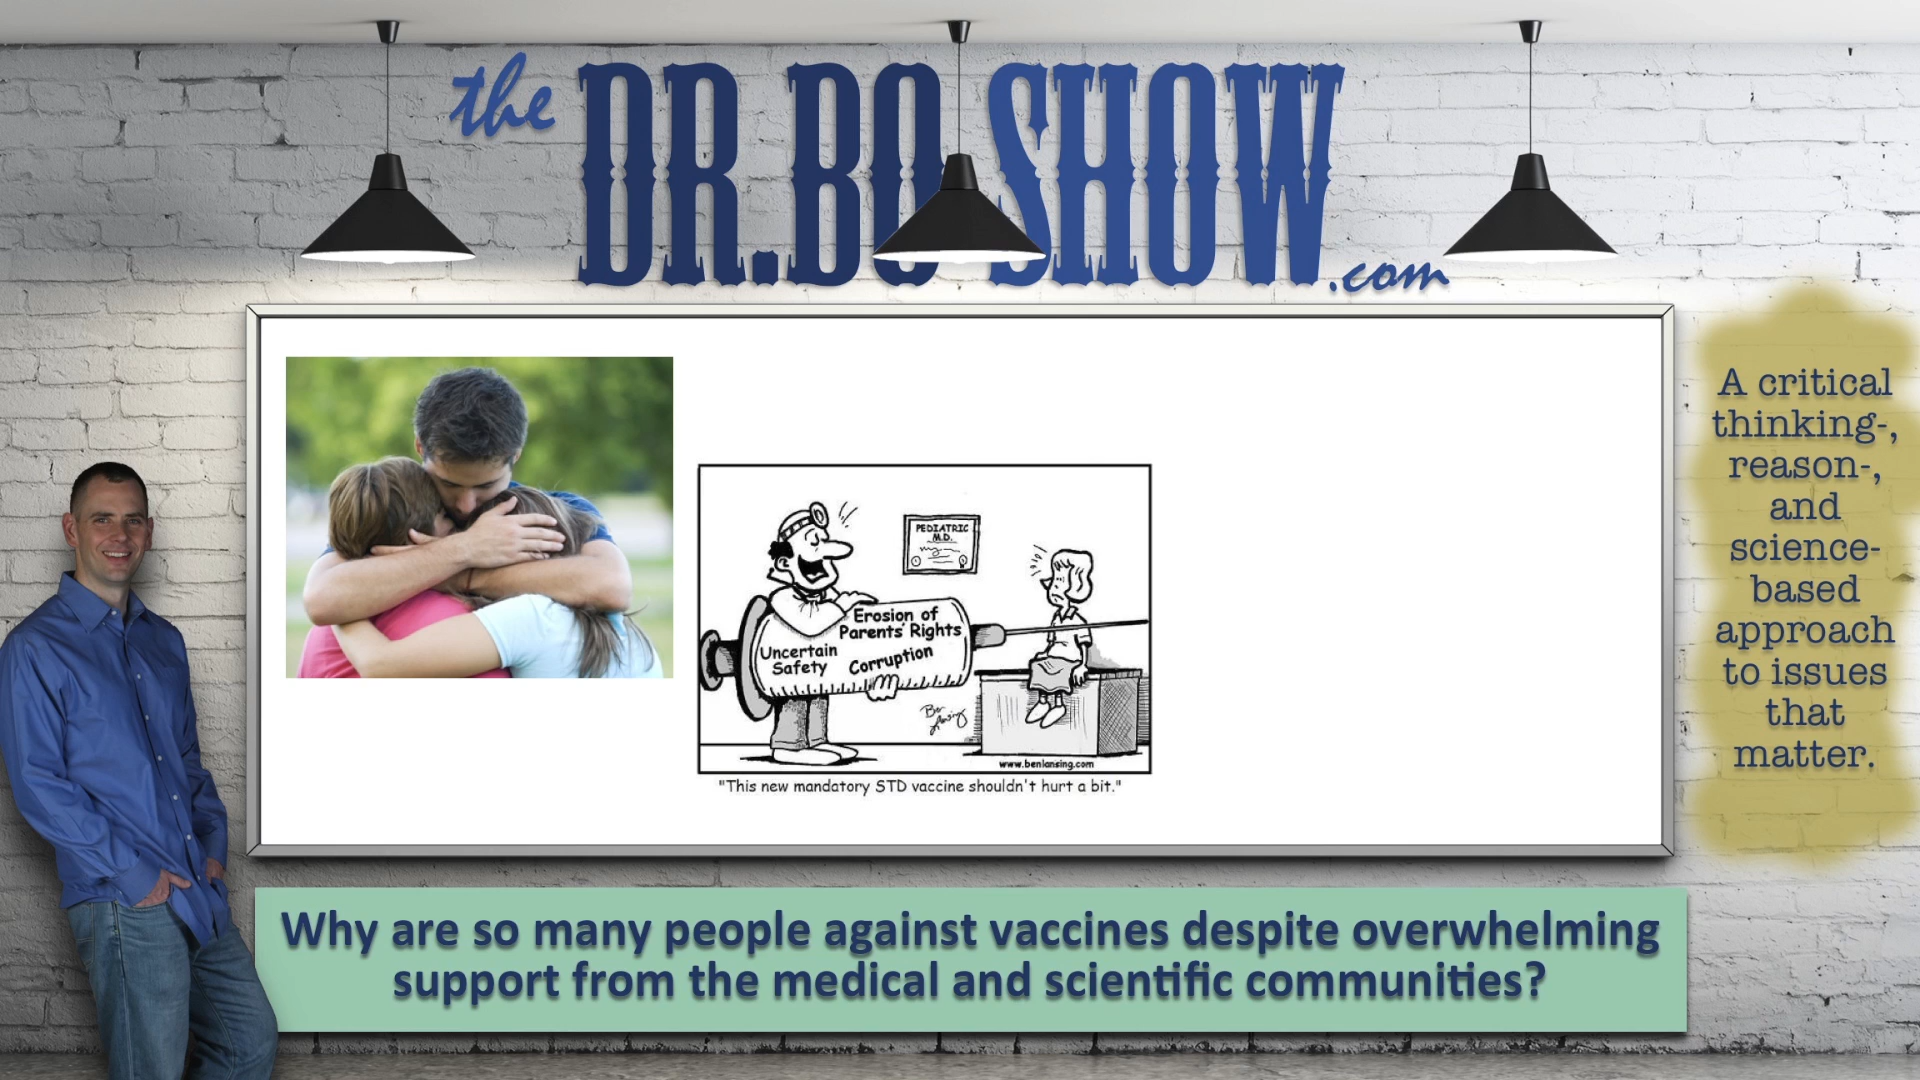 the DR.BO SHOW .com
A critical
thinking-,
reason-,
and
science-
based
approach
to issues
that
matter.
PEDIATRIC
M.D.
Erosion of
Parents' Rights
Uncertain
Safety
Corruption
Ben Lansing
www.benlansing.com
"This new mandatory STD vaccine shouldn't hurt a bit."
Why are so many people against vaccines despite overwhelming
support from the medical and scientific communities?